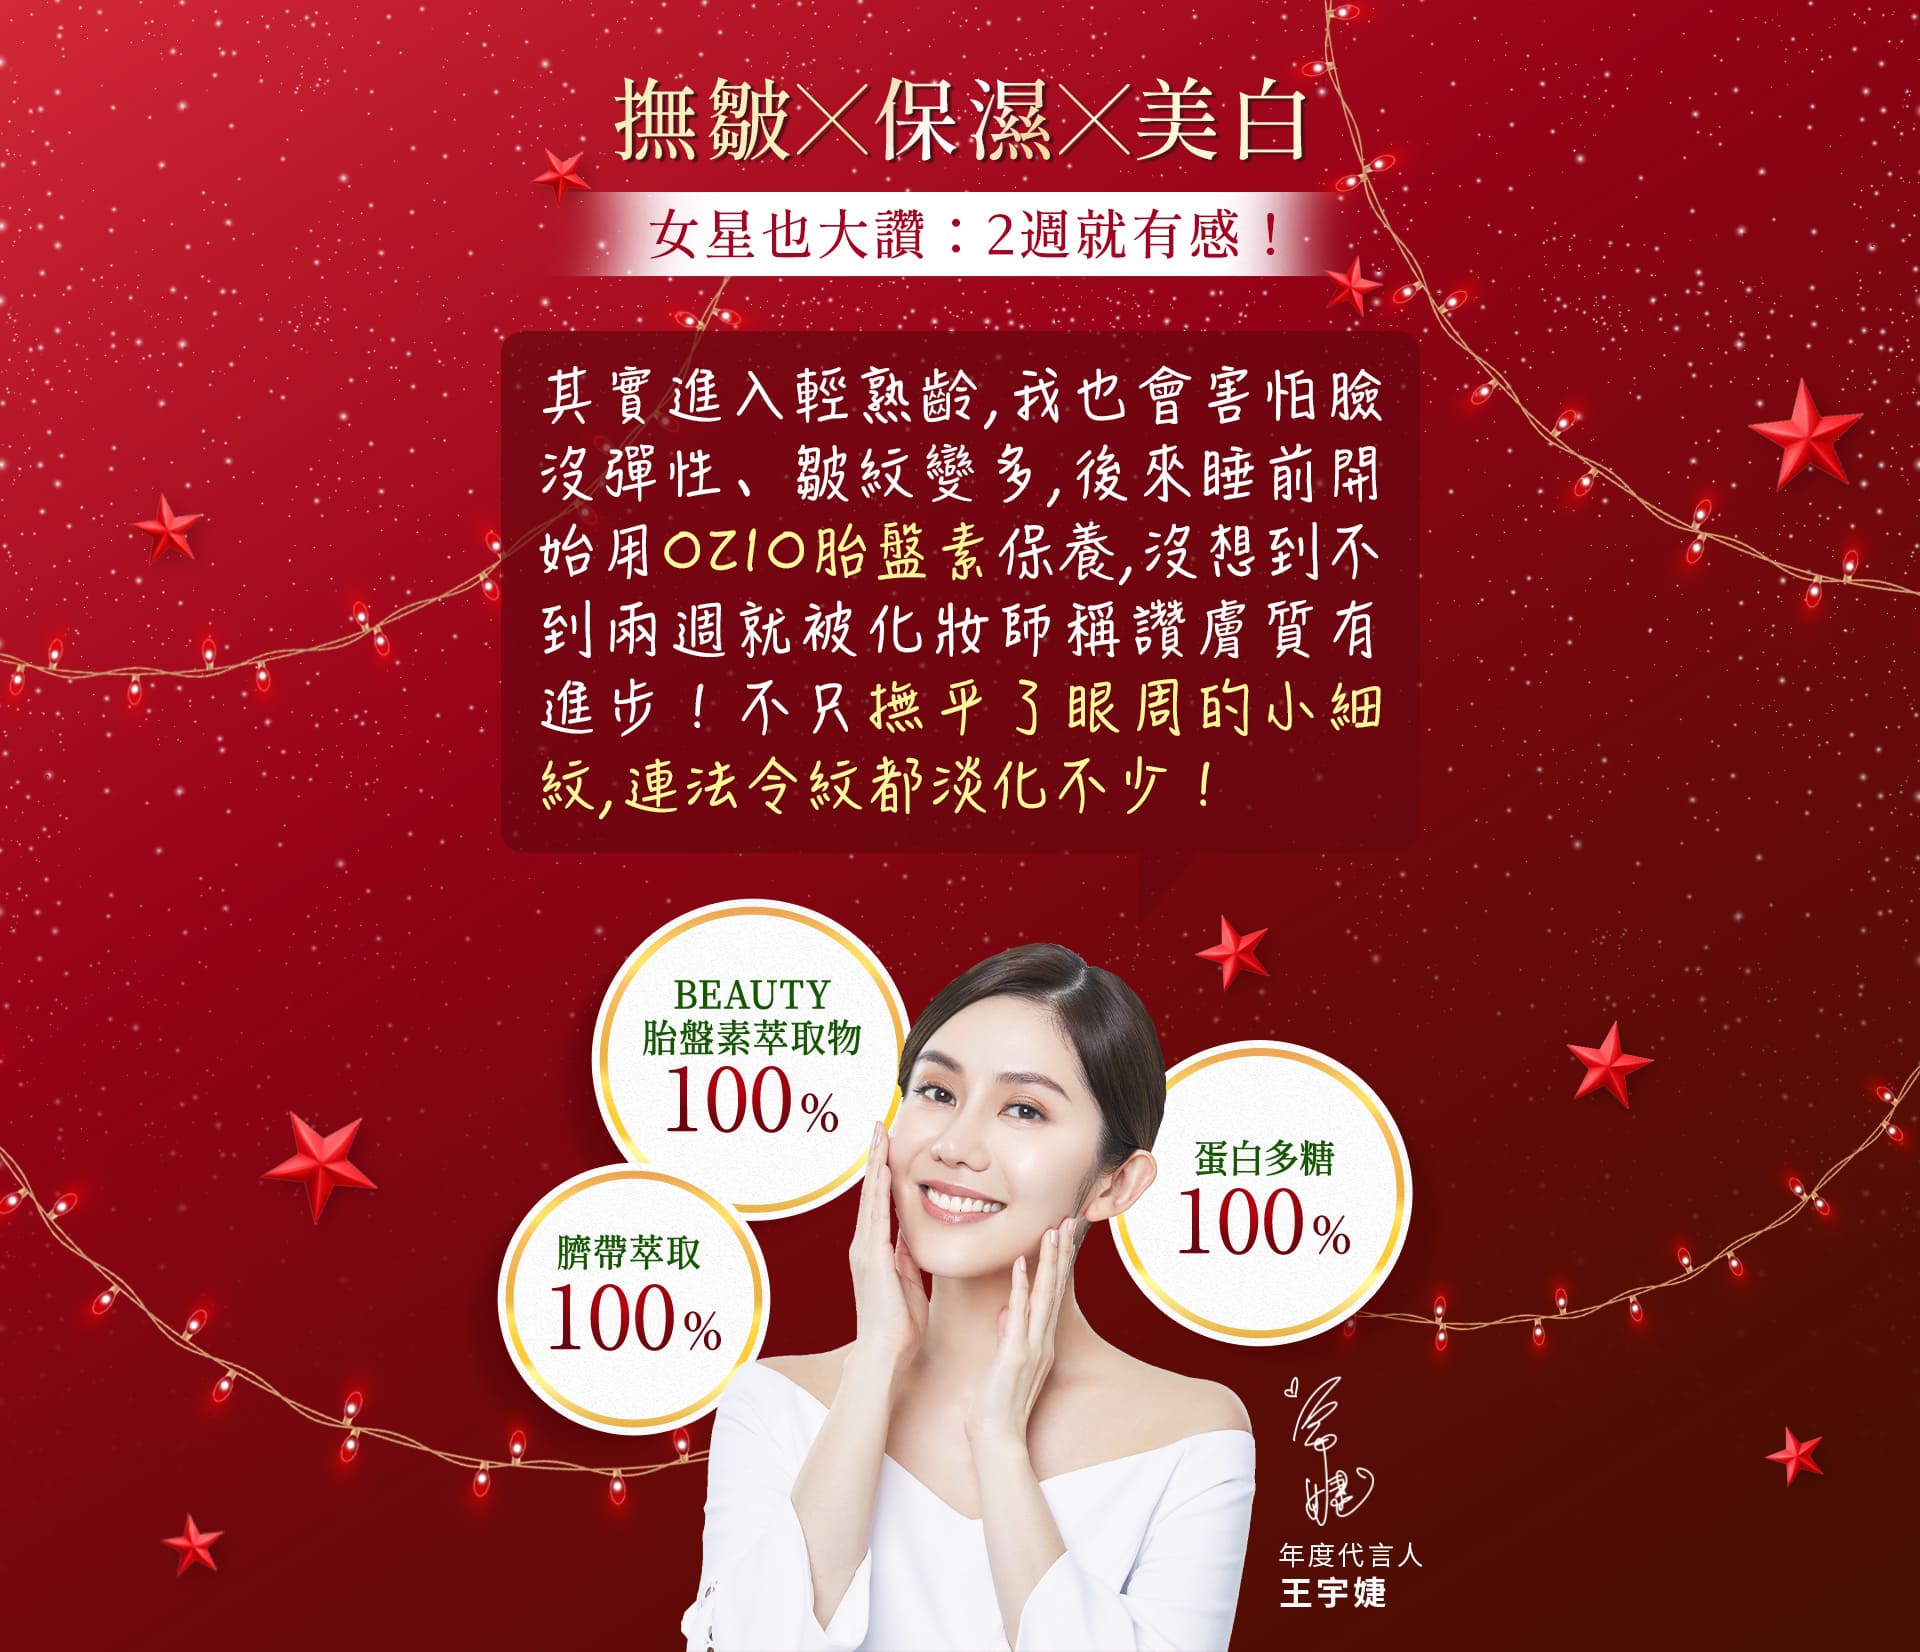 撫皺×保濕×美白
女星也大讚：2週就有感！
其實進入輕熟齡,我也會害怕臉
沒彈性、皺紋變多,後來睡前開
始用OZIO胎盤素保養,沒想到不
到兩週就被化妝師稱讚膚質有
進步！不只撫平了眼周的小細
紋,連法令紋都淡化不少！
BEAUTY
胎盤素萃取物
100%
臍帶萃取
100%
蛋白多糖
100%
年度代言人
王宇婕